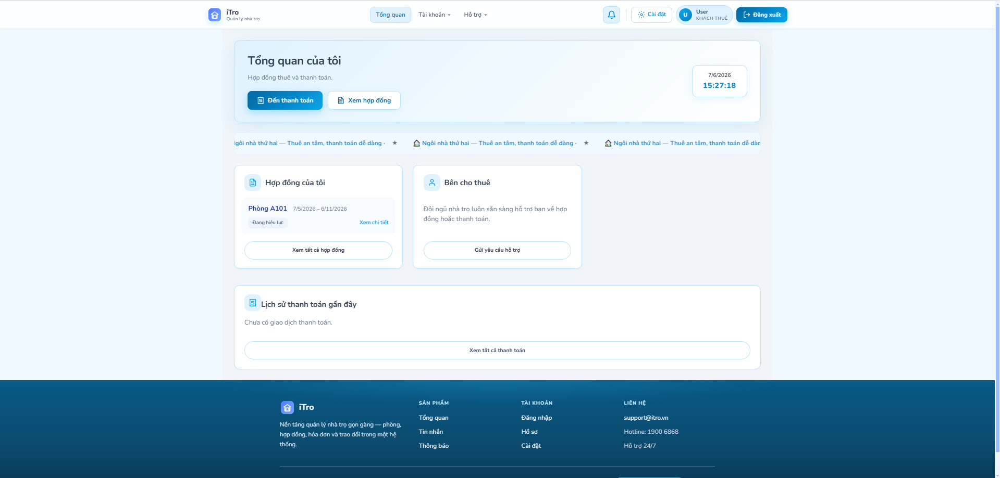 iTro
Quản lý nhà trọ
Tổng quan
Tài khoản
Hỗ trợ
Cài đặt
U
User
KHÁCH THUÊ
Đăng xuất
Tổng quan của tôi
Hợp đồng thuê và thanh toán.
Đến thanh toán
Xem hợp đồng
7/6/2026
15:27:18
Igôi nhà thứ hai — Thuê an tâm, thanh toán dễ dàng · ★ Ngôi nhà thứ hai — Thuê an tâm, thanh toán dễ dàng · ★ Ngôi nhà thứ hai — Thuê an tâm, thanh toán dễ dàn
Hợp đồng của tôi
Phòng A101 7/5/2026 – 6/11/2026
Đang hiệu lực
Xem chi tiết
Xem tất cả hợp đồng
Bên cho thuê
Đội ngũ nhà trọ luôn sẵn sàng hỗ trợ bạn về hợp
đồng hoặc thanh toán.
Gửi yêu cầu hỗ trợ
Lịch sử thanh toán gần đây
Chưa có giao dịch thanh toán.
Xem tất cả thanh toán
iTro
Nền tảng quản lý nhà trọ gọn gàng — phòng,
hợp đồng, hóa đơn và trao đổi trong một hệ
thống.
SẢN PHẨM
Tổng quan
Tin nhắn
Thông báo
TÀI KHOẢN
Đăng nhập
Hồ sơ
Cài đặt
LIÊN HỆ
support@itro.vn
Hotline: 1900 6868
Hỗ trợ 24/7